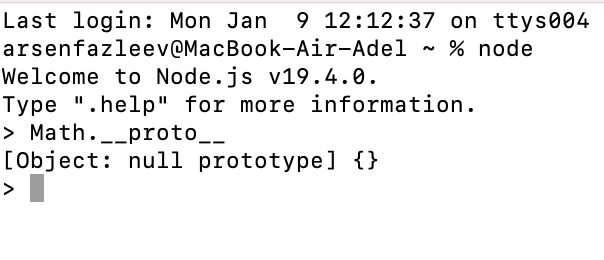 Last login: Mon Jan  9 12:12:37 on ttys004
arsenfazleev@MacBook-Air-Adel ~ % node
Welcome to Node.js v19.4.0.
Type ".help" for more information.
> Math.__proto__
[Object: null prototype] {}
>